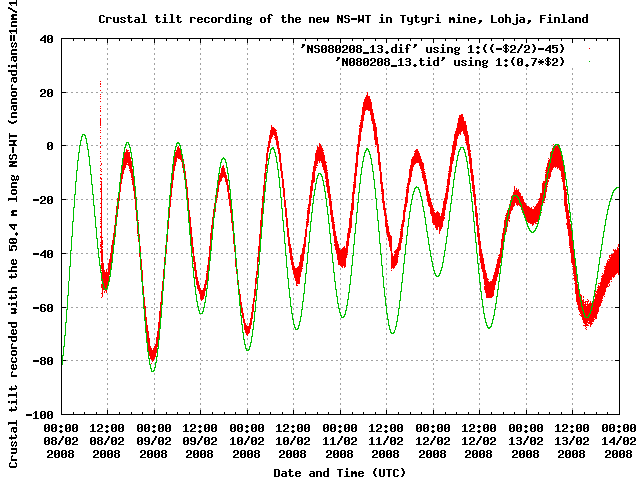 Crustal tilt recording of the new NS-WT in Tytyri mine, Lohja, Finland
Crustal tilt recorded with the 50.4 m long NS-WT (nanoradians=1nm/1
'NS080208_13.dif' using 1:((-$2/2)-45)
'N080208_13.tid' using 1:(0.7*$2)
40
20
0
-20
-40
-60
-80
-100
00:00 12:00 00:00 12:00 00:00 12:00 00:00 12:00 00:00 12:00 00:00 12:00 00:00
08/02 08/02 09/02 09/02 10/02 10/02 11/02 11/02 12/02 12/02 13/02 13/02 14/02
2008 2008 2008 2008 2008 2008 2008 2008 2008 2008 2008 2008 2008
Date and Time (UTC)